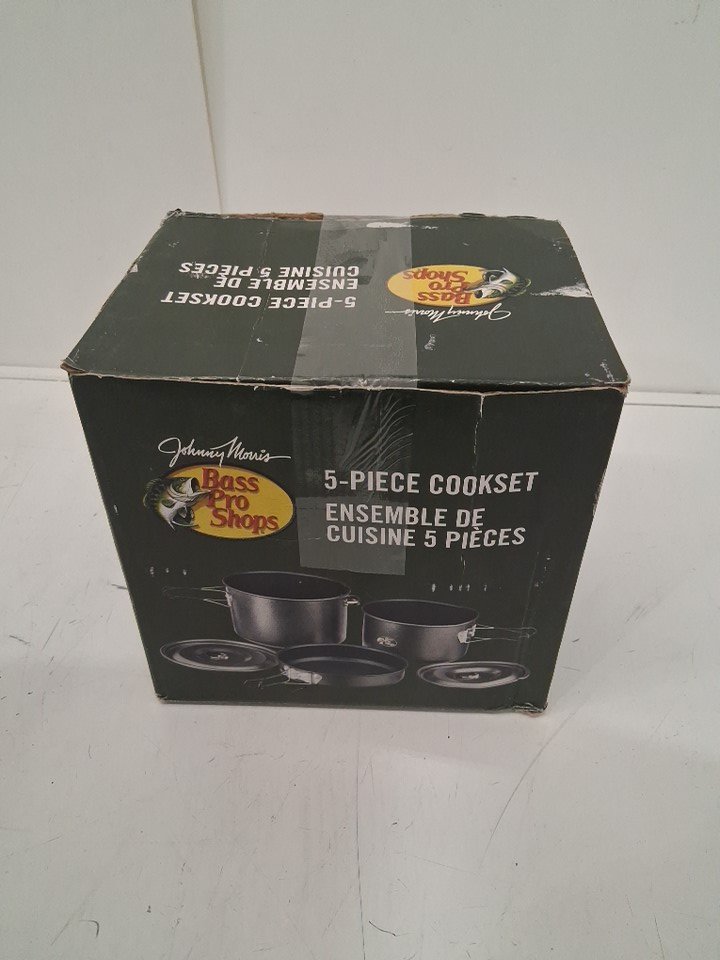 5-PIECE COOKSET
ENSEMBLE DE
CUISINE 5 PIÈCES
Johnny Morris
Bass
Pro
Shops
Johnny Morris
Bass
Pro
Shops
5-PIECE COOKSET
ENSEMBLE DE
CUISINE 5 PIÈCES